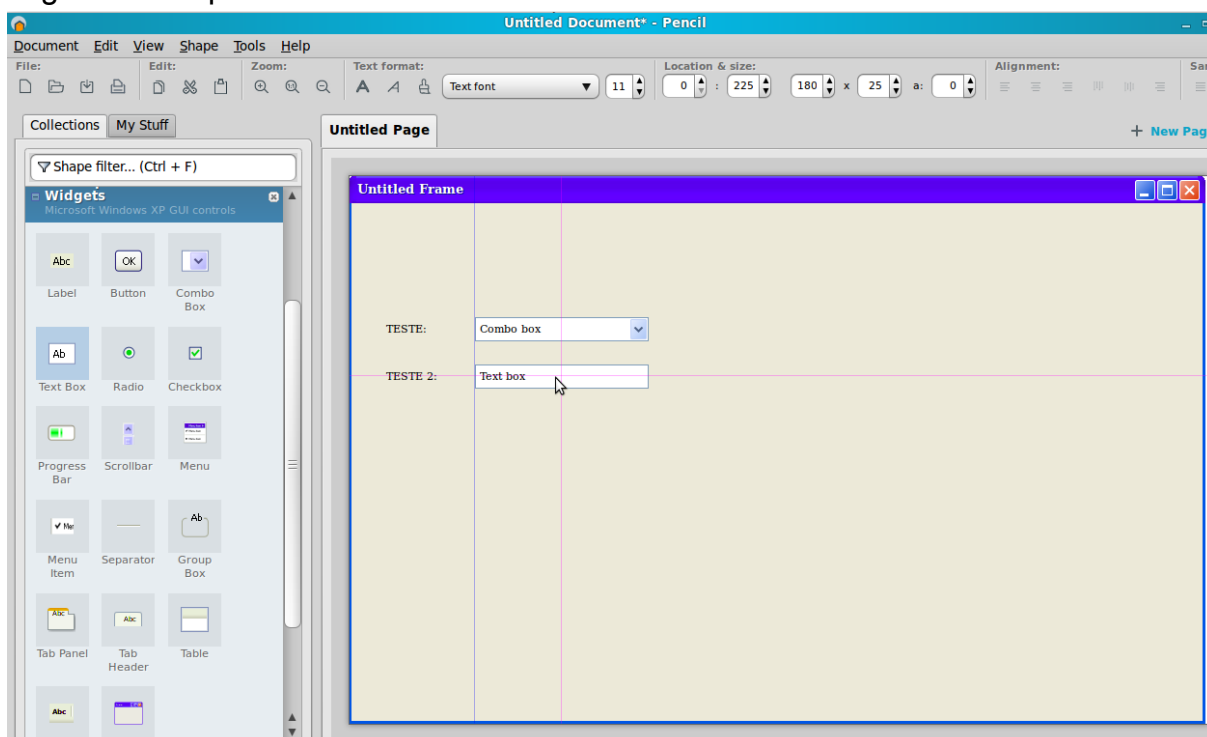 Untitled Document* - Pencil
Document Edit View Shape Tools Help
File: Edit: Zoom: Text format: Location & size: Alignment:
A A Text font 11 0 : 225 180 x 25 a: 0
Collections My Stuff
Untitled Page
+ New Pag
Shape filter... (Ctrl + F)
Widgets
Microsoft Windows XP GUI controls
Untitled Frame
Abc OK
Label Button Combo Box
Ab
Text Box Radio Checkbox
Progress Bar Scrollbar Menu
Ab
Menu Item Separator Group Box
Abc Abc
Tab Panel Tab Header Table
Abc
TESTE: Combo box
TESTE 2: Text box